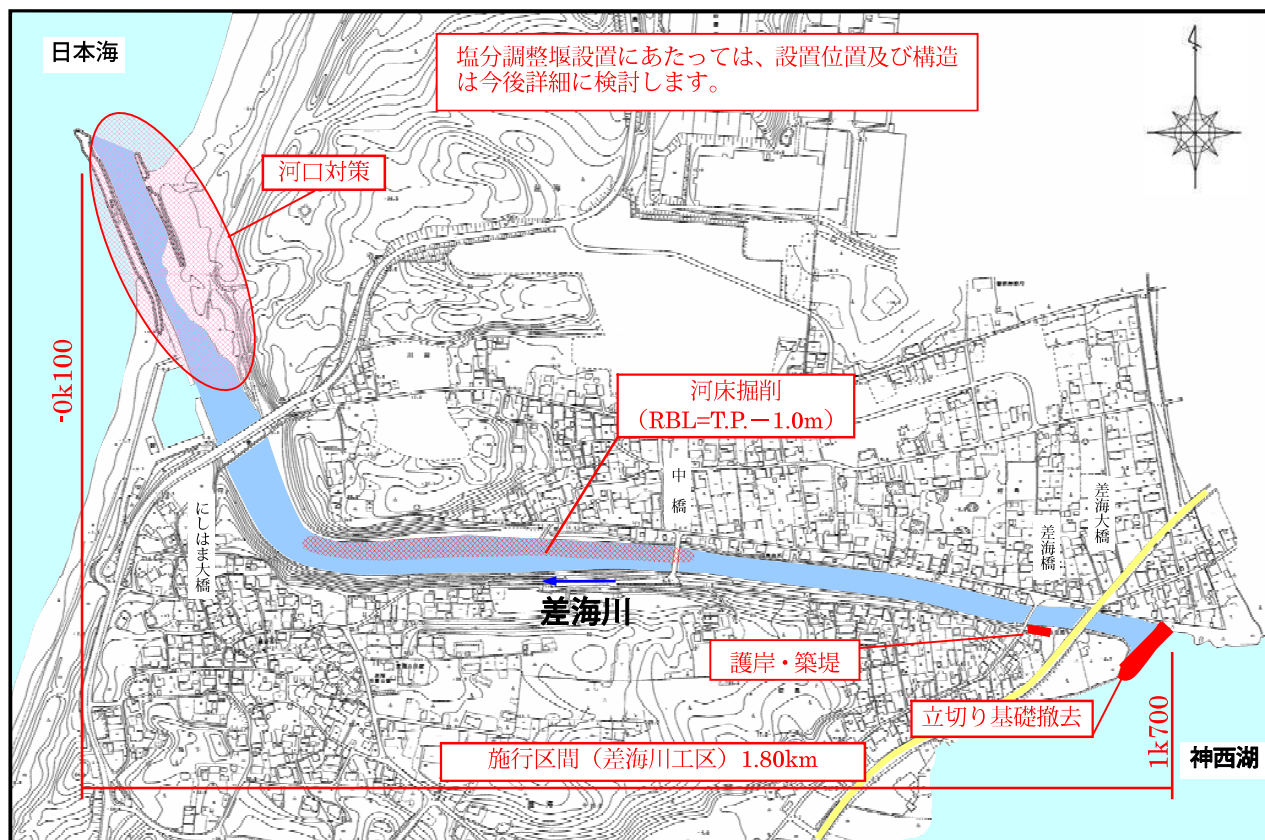 日本海
塩分調整堰設置にあたっては、設置位置及び構造
は今後詳細に検討します。
河口対策
-0k100
河床掘削
（RBL=T.P.－1.0m）
中橋
にしはま大橋
差海大橋
差海橋
差海川
護岸・築堤
立切り基礎撤去
1k700
施行区間（差海川工区）1.80km
神西湖